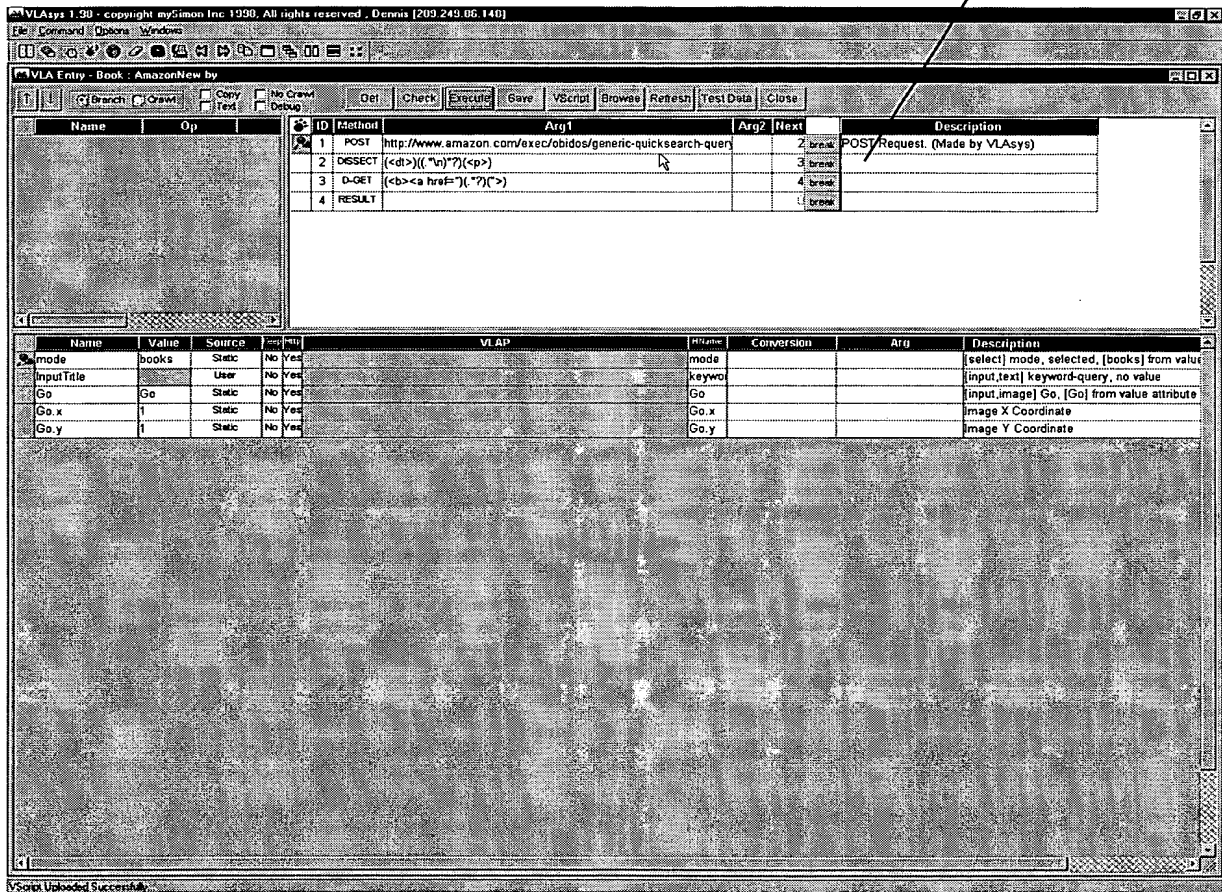 VLAsys 1.90 - copyright mySimon Inc 1998, All rights reserved , Dennis [209.249.86.140]
File Command Options Windows
VLA Entry - Book : AmazonNew by
Branch Crawl Copy Text No Crawl Debug Get Check Execute Save VScript Browse Refresh Test Data Close
Name Op
ID Method Arg1 Arg2 Next Description
1 POST http://www.amazon.com/exec/obidos/generic-quicksearch-query 2 break POST Request. (Made by VLAsys)
2 DISSECT (<dt>)((.*\n)*?)(<p>) 3 break
3 D-GET (<b><a href=")(.*?)(">) 4 break
4 RESULT break
Name Value Source Keep Http VLAP HName Conversion Arg Description
mode books Static No Yes mode [select] mode, selected, [books] from value
InputTitle User No Yes keywor [input,text] keyword-query, no value
Go Go Static No Yes Go [input,image] Go, [Go] from value attribute
Go.x 1 Static No Yes Go.x Image X Coordinate
Go.y 1 Static No Yes Go.y Image Y Coordinate
VScript Uploaded Successfully